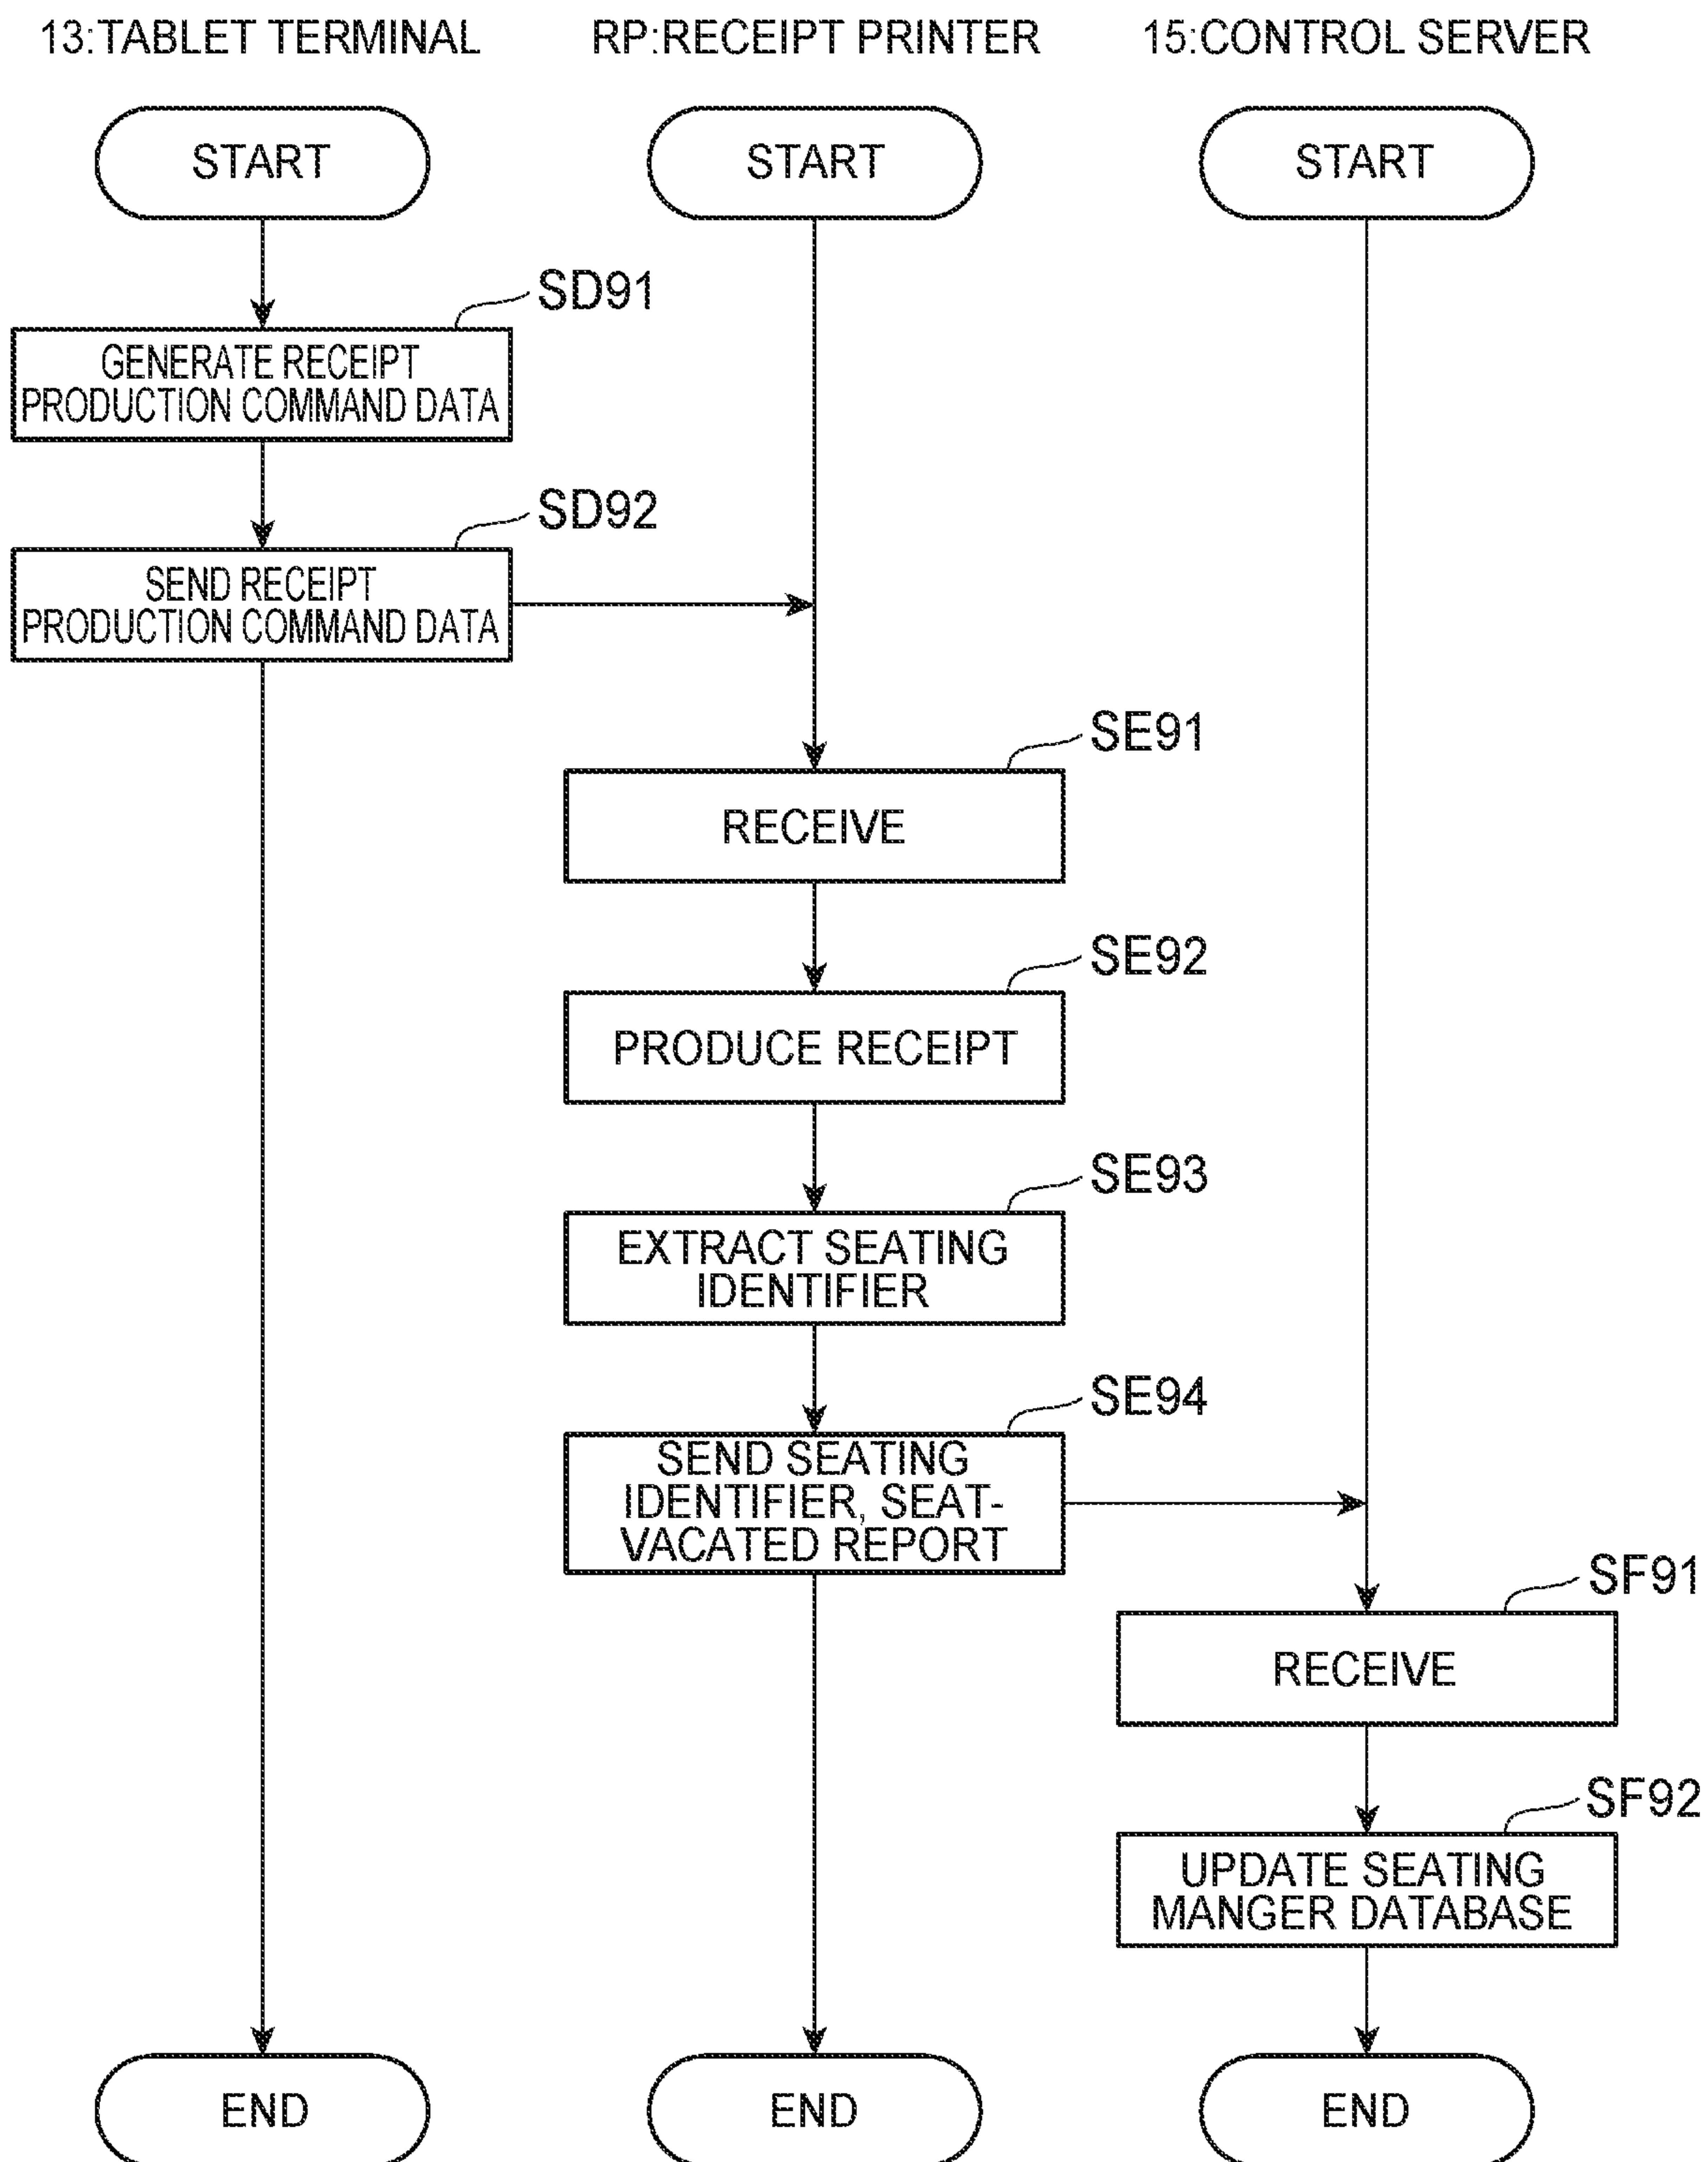 13:TABLET TERMINAL
RP:RECEIPT PRINTER
15:CONTROL SERVER
START
START
START
SD91
GENERATE RECEIPT
PRODUCTION COMMAND DATA
SD92
SEND RECEIPT
PRODUCTION COMMAND DATA
SE91
RECEIVE
SE92
PRODUCE RECEIPT
SE93
EXTRACT SEATING
IDENTIFIER
SE94
SEND SEATING
IDENTIFIER, SEAT-
VACATED REPORT
SF91
RECEIVE
SF92
UPDATE SEATING
MANGER DATABASE
END
END
END